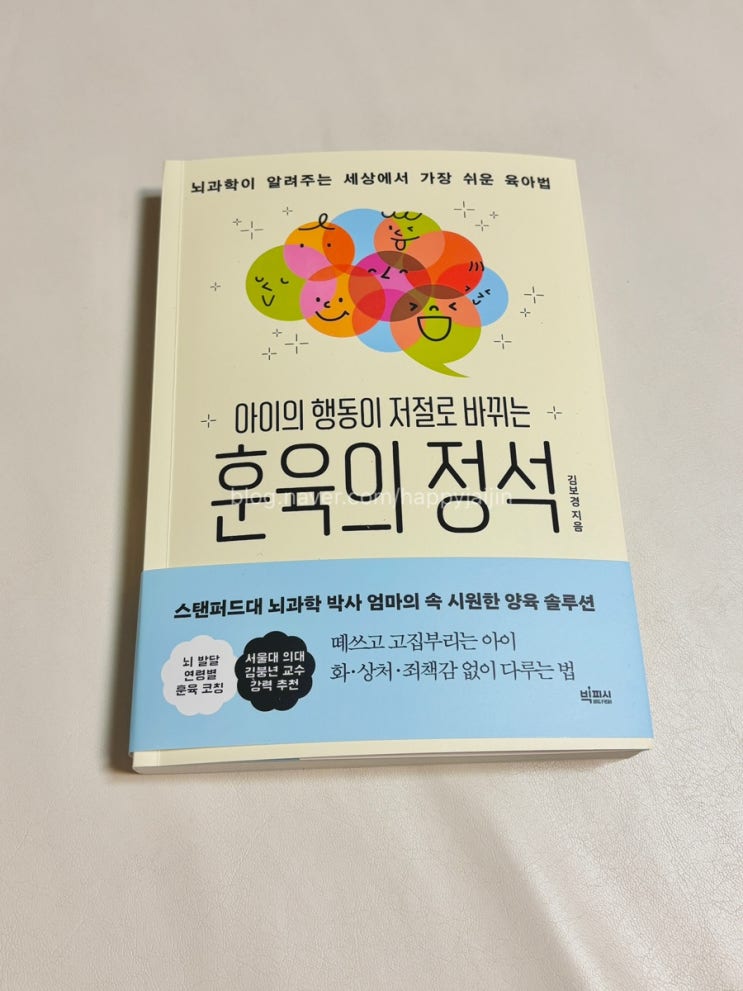 뇌과학이 알려주는 세상에서 가장 쉬운 육아법
아이의 행동이 저절로 바뀌는
훈육의 정석
김보경 지음
blog.naver.com/happyjaijin
스탠퍼드대 뇌과학 박사 엄마의 속 시원한 양육 솔루션
뇌 발달
연령별
훈육 코칭
서울대 의대
김붕년 교수
강력 추천
떼쓰고 고집부리는 아이
화·상처·죄책감 없이 다루는 법
빅피시